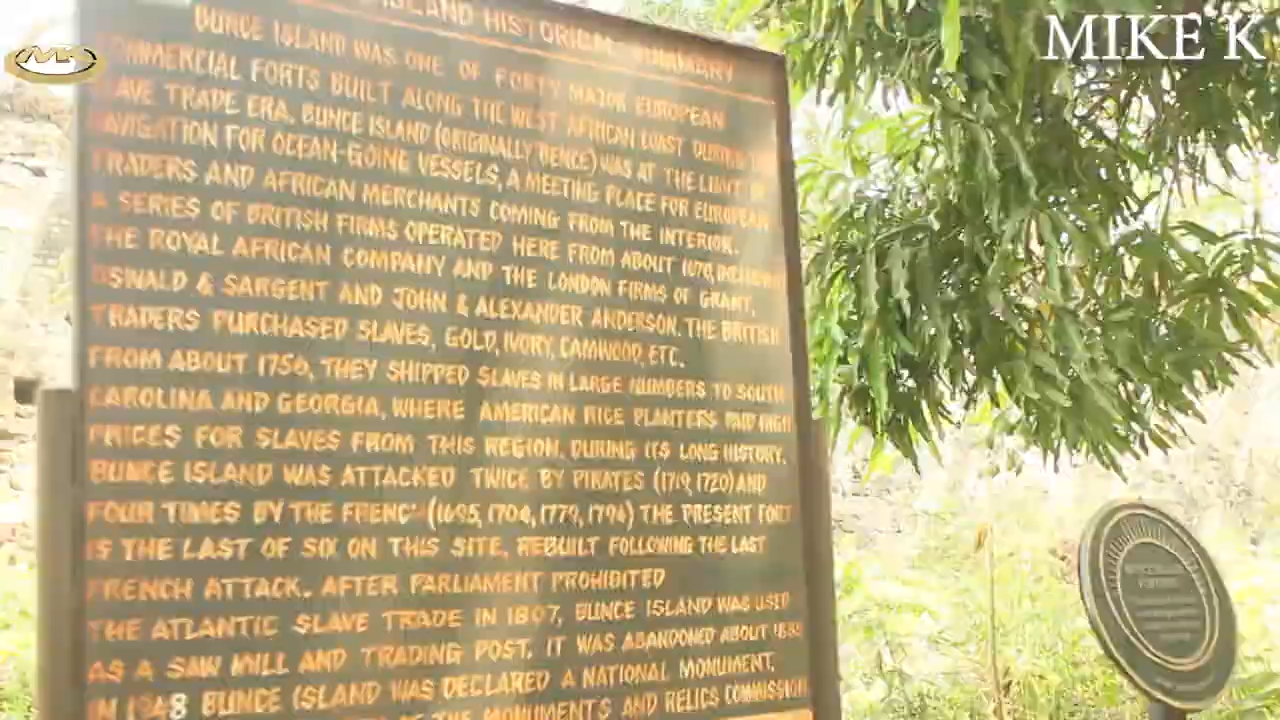 MIKE K
MK
ISLAND HISTORICAL SUMMARY
BUNCE ISLAND WAS ONE OF FORTY MAJOR EUROPEAN
COMMERCIAL FORTS BUILT ALONG THE WEST AFRICAN COAST DURING
AVE TRADE ERA. BUNCE ISLAND (ORIGINALLY BENCE) WAS AT THE LIMIT OF
AVIGATION FOR OCEAN-GOINE VESSELS, A MEETING PLACE FOR EUROPEAN
TRADERS AND AFRICAN MERCHANTS COMING FROM THE INTERIOR.
A SERIES OF BRITISH FIRMS OPERATED HERE FROM ABOUT 1670,
THE ROYAL AFRICAN COMPANY AND THE LONDON FIRMS OF GRANT,
OSWALD & SARGENT AND JOHN & ALEXANDER ANDERSON. THE BRITISH
TRADERS PURCHASED SLAVES, GOLD, IVORY, CAMWOOD, ETC.
FROM ABOUT 1756, THEY SHIPPED SLAVES IN LARGE NUMBERS TO SOUTH
CAROLINA AND GEORGIA, WHERE AMERICAN RICE PLANTERS PAID HIGH
PRICES FOR SLAVES FROM THIS REGION. DURING ITS LONG HISTORY,
BUNCE ISLAND WAS ATTACKED TWICE BY PIRATES (1719, 1720) AND
FOUR TIMES BY THE FRENCH (1695, 1704, 1779, 1794) THE PRESENT FORT
IS THE LAST OF SIX ON THIS SITE, REBUILT FOLLOWING THE LAST
FRENCH ATTACK. AFTER PARLIAMENT PROHIBITED
THE ATLANTIC SLAVE TRADE IN 1807, BUNCE ISLAND WAS USED
AS A SAW MILL AND TRADING POST. IT WAS ABANDONED ABOUT
IN 1948 BUNCE ISLAND WAS DECLARED A NATIONAL MONUMENT,
THE MONUMENTS AND RELICS COMMISSION